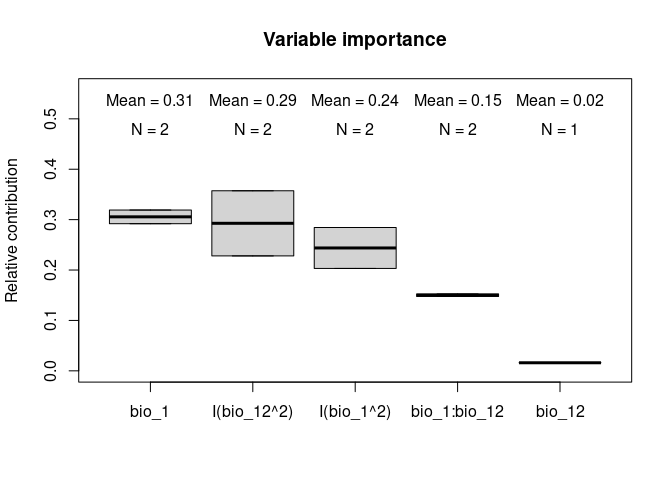 Variable importance
Mean = 0.31 Mean = 0.29 Mean = 0.24 Mean = 0.15 Mean = 0.02
N = 2 N = 2 N = 2 N = 2 N = 1
Relative contribution
0.5
0.4
0.3
0.2
0.1
0.0
bio_1 I(bio_12^2) I(bio_1^2) bio_1:bio_12 bio_12